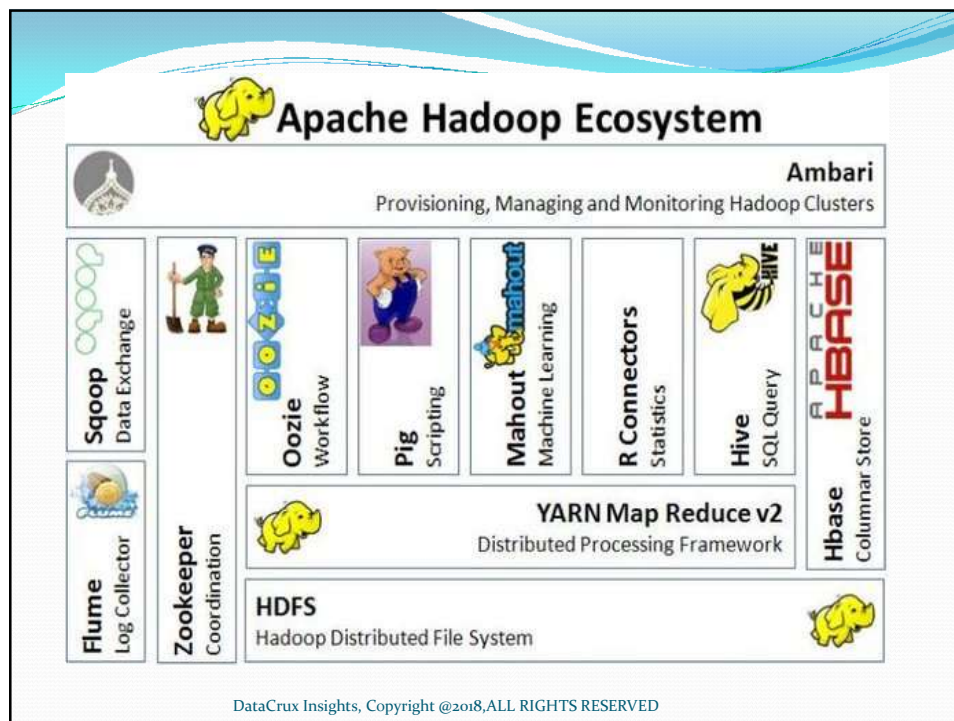 Apache Hadoop Ecosystem
Ambari
Provisioning, Managing and Monitoring Hadoop Clusters
sqoop
Sqoop
Data Exchange
FLUME
Flume
Log Collector
Zookeeper
Coordination
OOZIE
Oozie
Workflow
Pig
Scripting
mahout
Mahout
Machine Learning
R Connectors
Statistics
HIVE
Hive
SQL Query
APACHE
HBASE
Hbase
Columnar Store
YARN Map Reduce v2
Distributed Processing Framework
HDFS
Hadoop Distributed File System
DataCrux Insights, Copyright @2018,ALL RIGHTS RESERVED